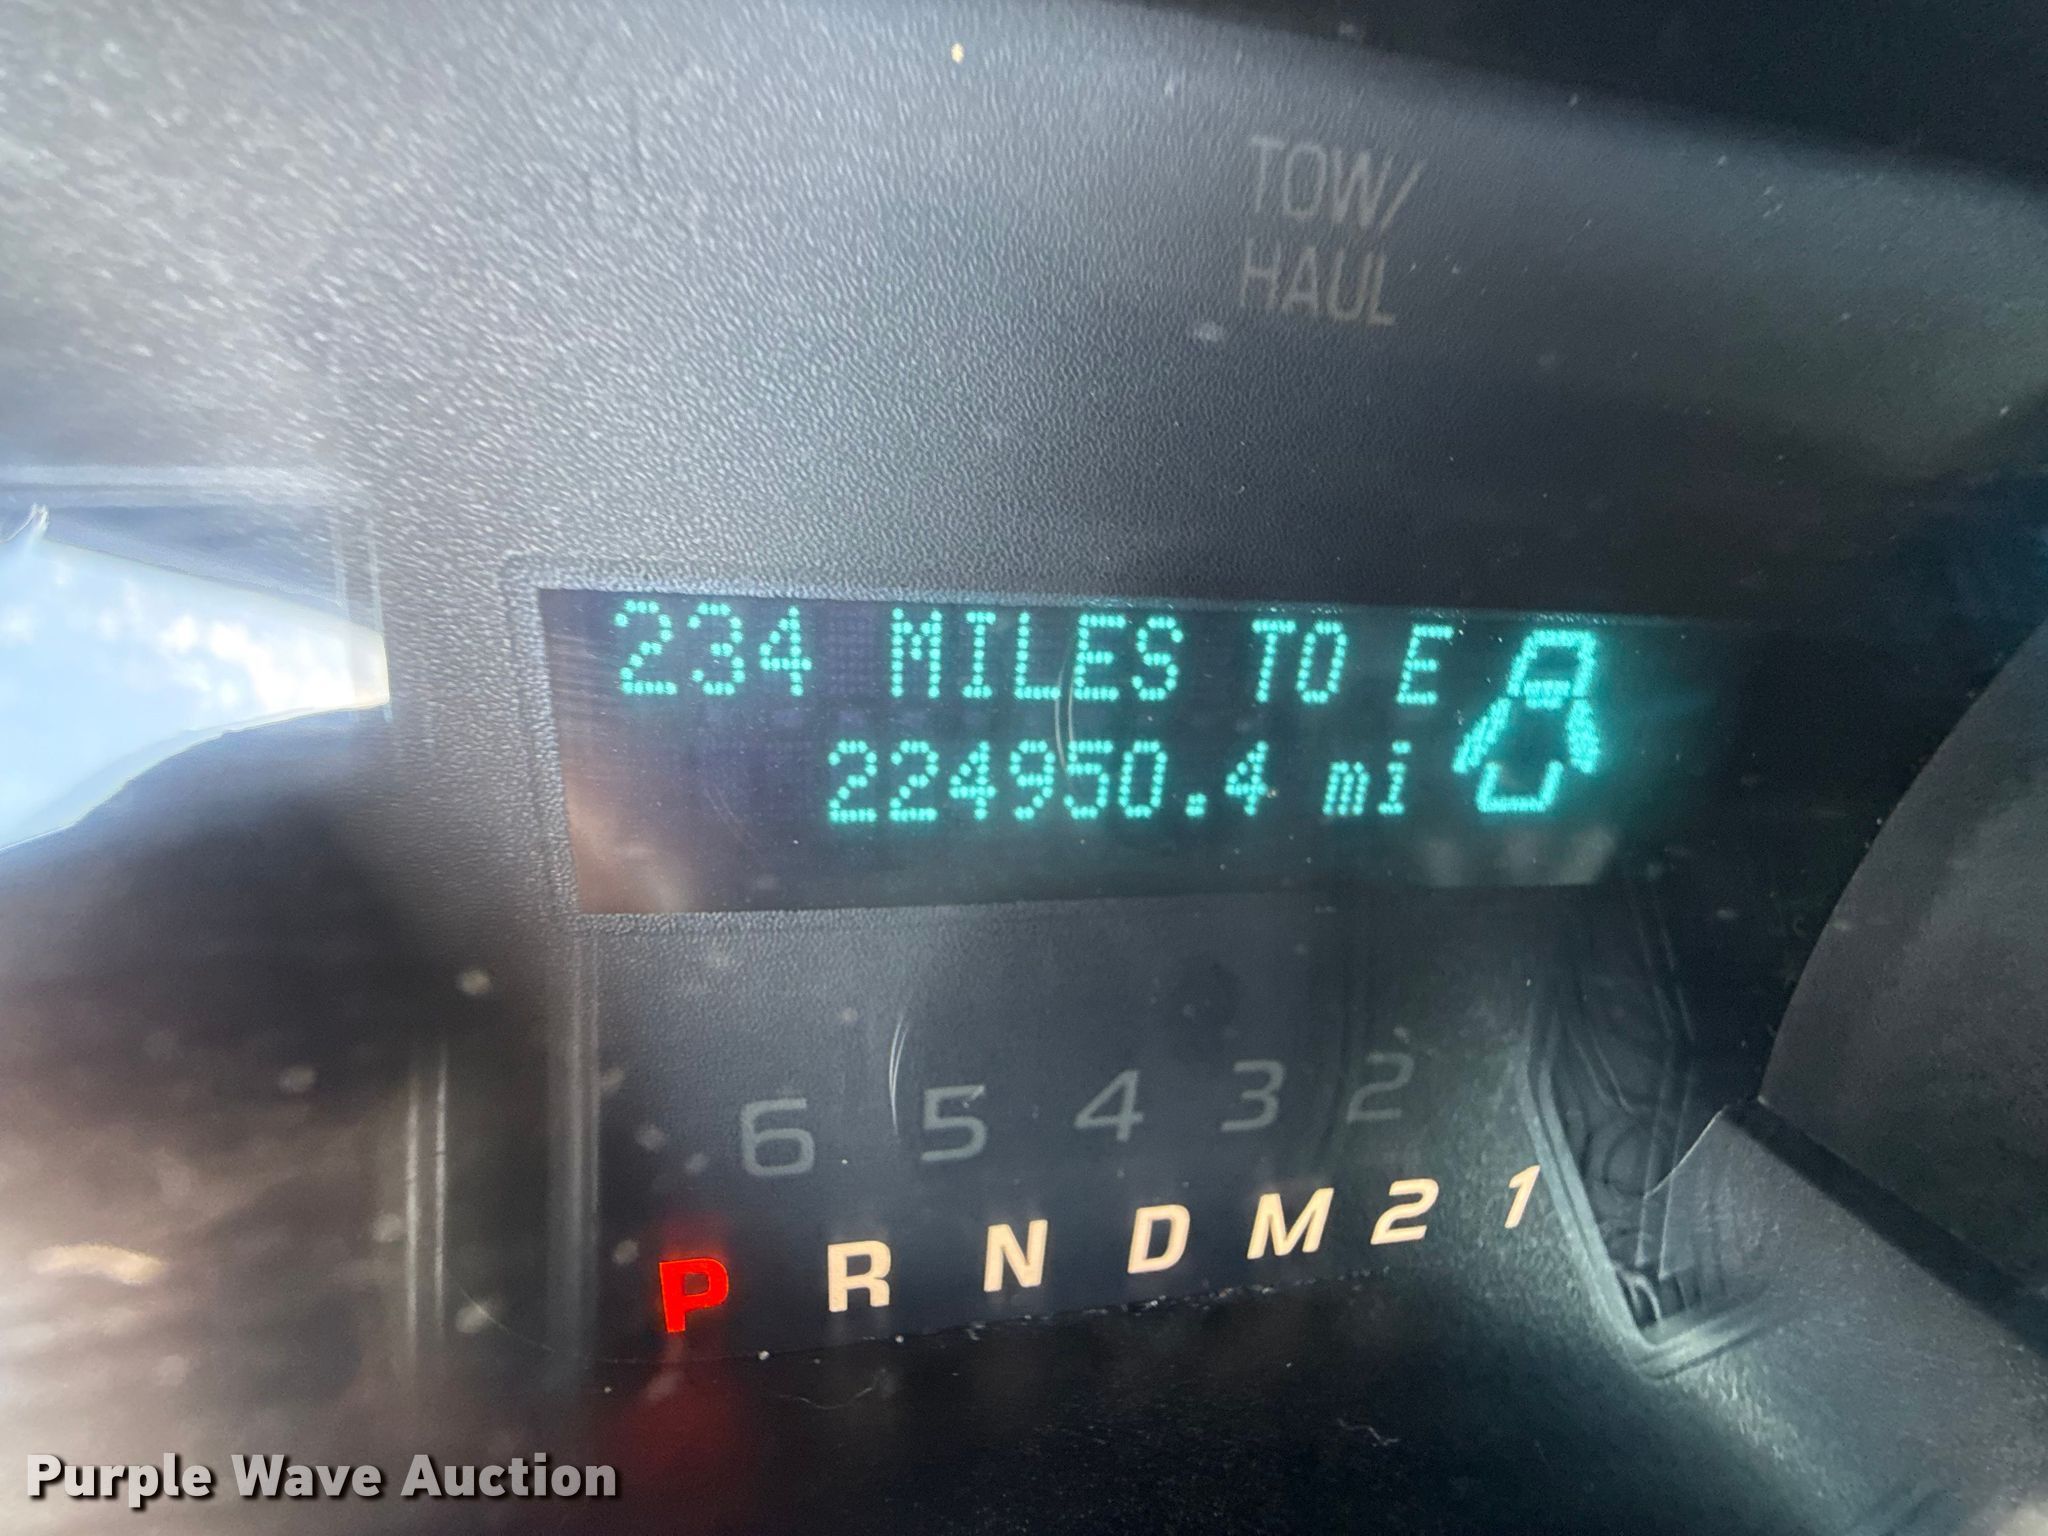 TOW/
HAUL
234 MILES TO E
224950.4 mi
6 5 4 3 2
P R N D M 2 1
Purple Wave Auction